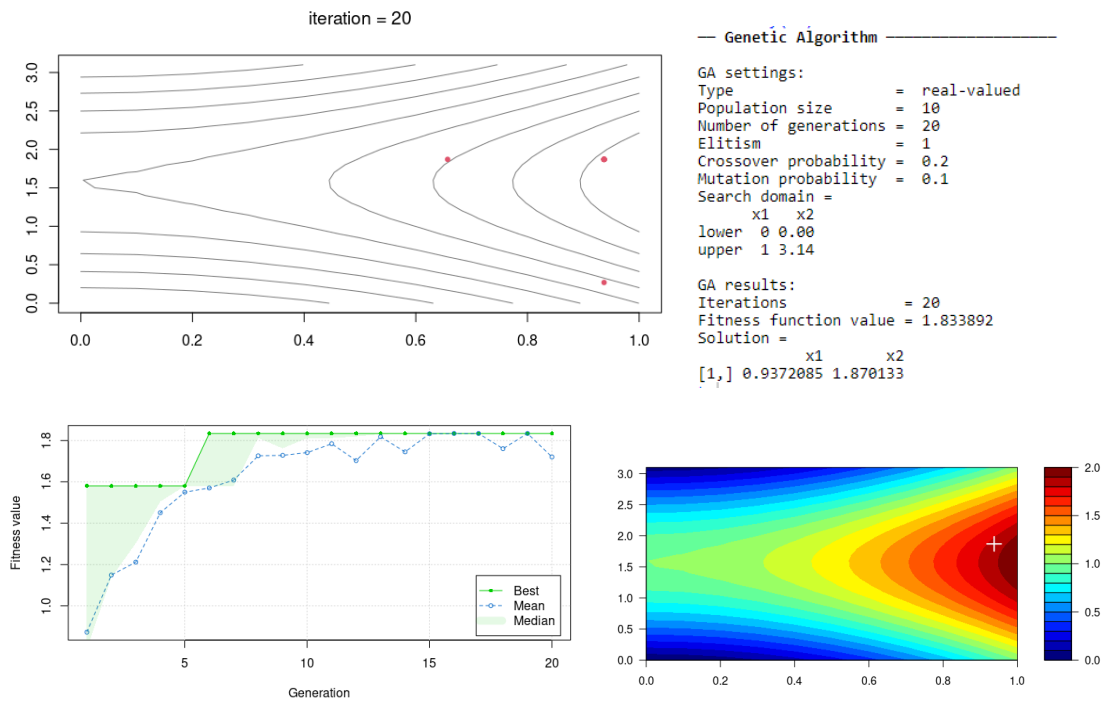 iteration = 20
3.0
2.5
2.0
1.5
1.0
0.5
0.0
0.0 0.2 0.4 0.6 0.8 1.0
── Genetic Algorithm ───────────────────
GA settings:
Type = real-valued
Population size = 10
Number of generations = 20
Elitism = 1
Crossover probability = 0.2
Mutation probability = 0.1
Search domain =
x1 x2
lower 0 0.00
upper 1 3.14
GA results:
Iterations = 20
Fitness function value = 1.833892
Solution =
x1 x2
[1,] 0.9372085 1.870133
Fitness value
1.8
1.6
1.4
1.2
1.0
Best
Mean
Median
5 10 15 20
Generation
3.0
2.5
2.0
1.5
1.0
0.5
0.0
0.0 0.2 0.4 0.6 0.8 1.0
2.0
1.5
1.0
0.5
0.0